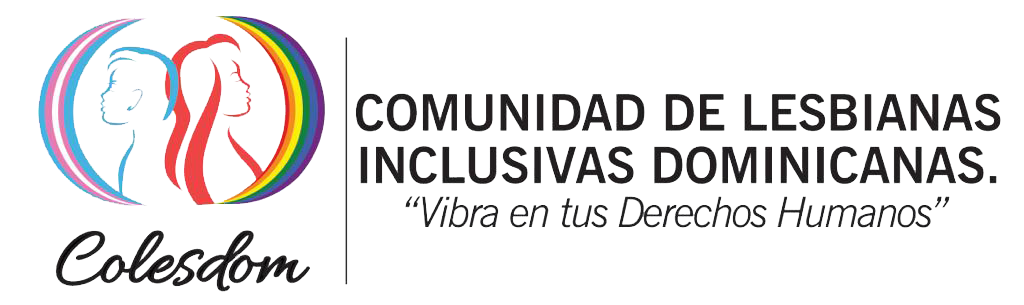 Colesdom
COMUNIDAD DE LESBIANAS
INCLUSIVAS DOMINICANAS.
“Vibra en tus Derechos Humanos”